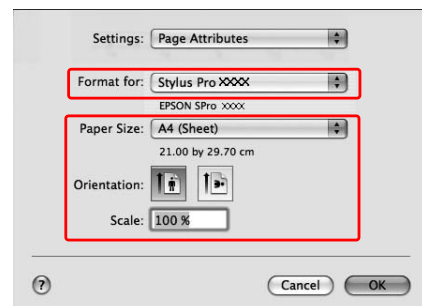 Settings: Page Attributes
Format for: Stylus Pro XXXX
EPSON SPro XXXX
Paper Size: A4 (Sheet)
21.00 by 29.70 cm
Orientation:
Scale: 100 %
? Cancel OK